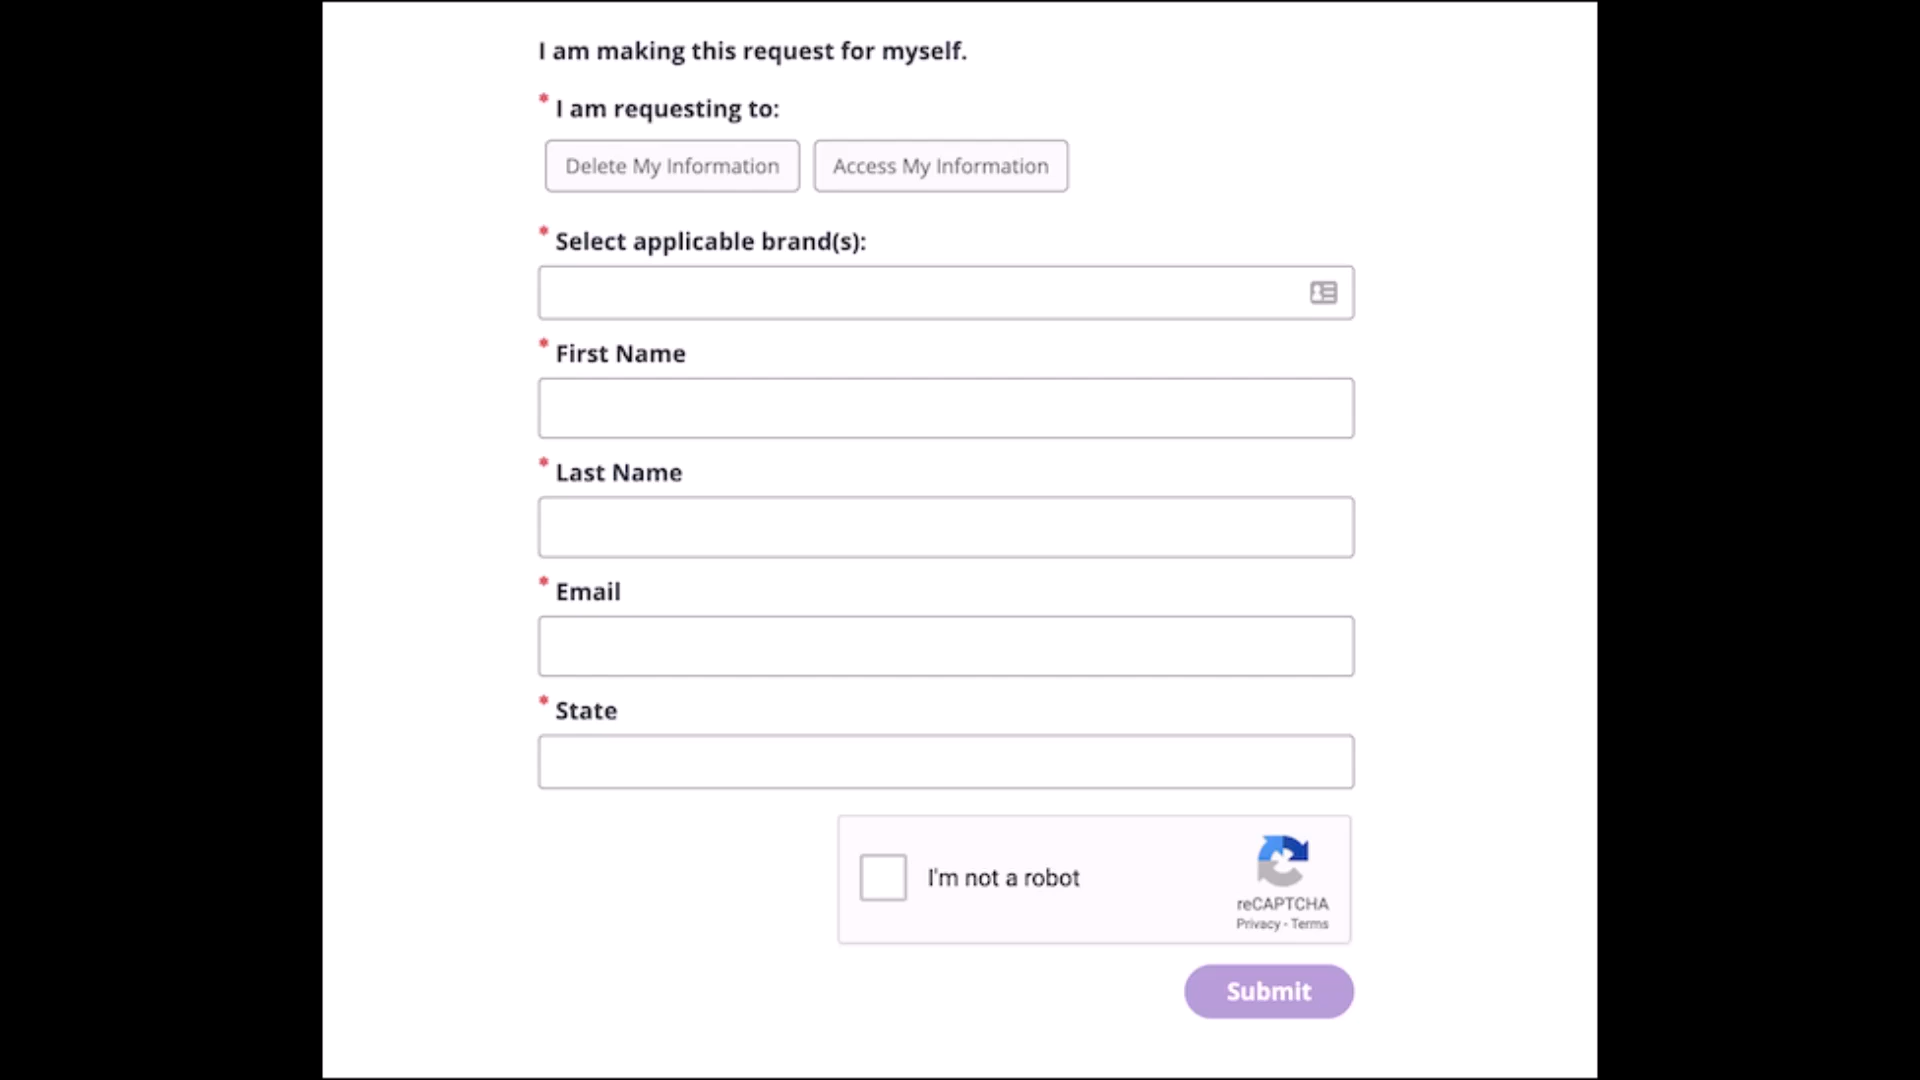 I am making this request for myself.
* I am requesting to:
Delete My Information Access My Information
* Select applicable brand(s):
* First Name
* Last Name
* Email
* State
I'm not a robot
reCAPTCHA
Privacy - Terms
Submit